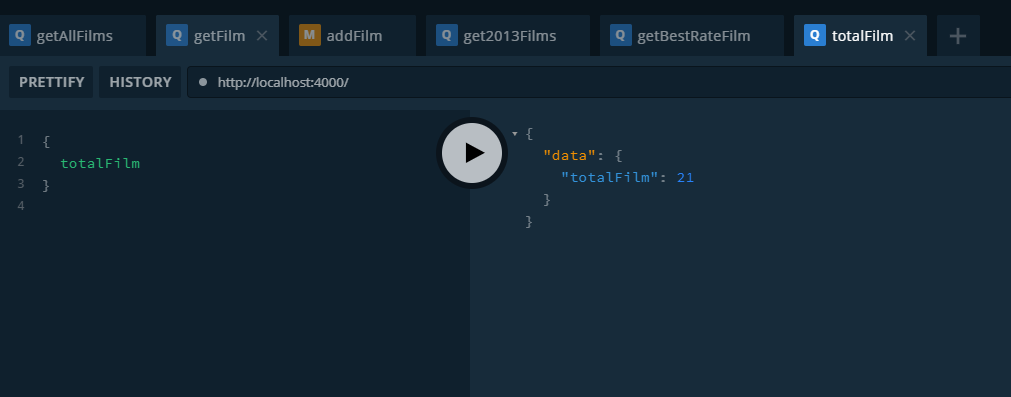 Q getAllFilms Q getFilm × M addFilm Q get2013Films Q getBestRateFilm Q totalFilm × +
PRETTIFY HISTORY http://localhost:4000/
1 {
2 totalFilm
3 }
4
{
"data": {
"totalFilm": 21
}
}